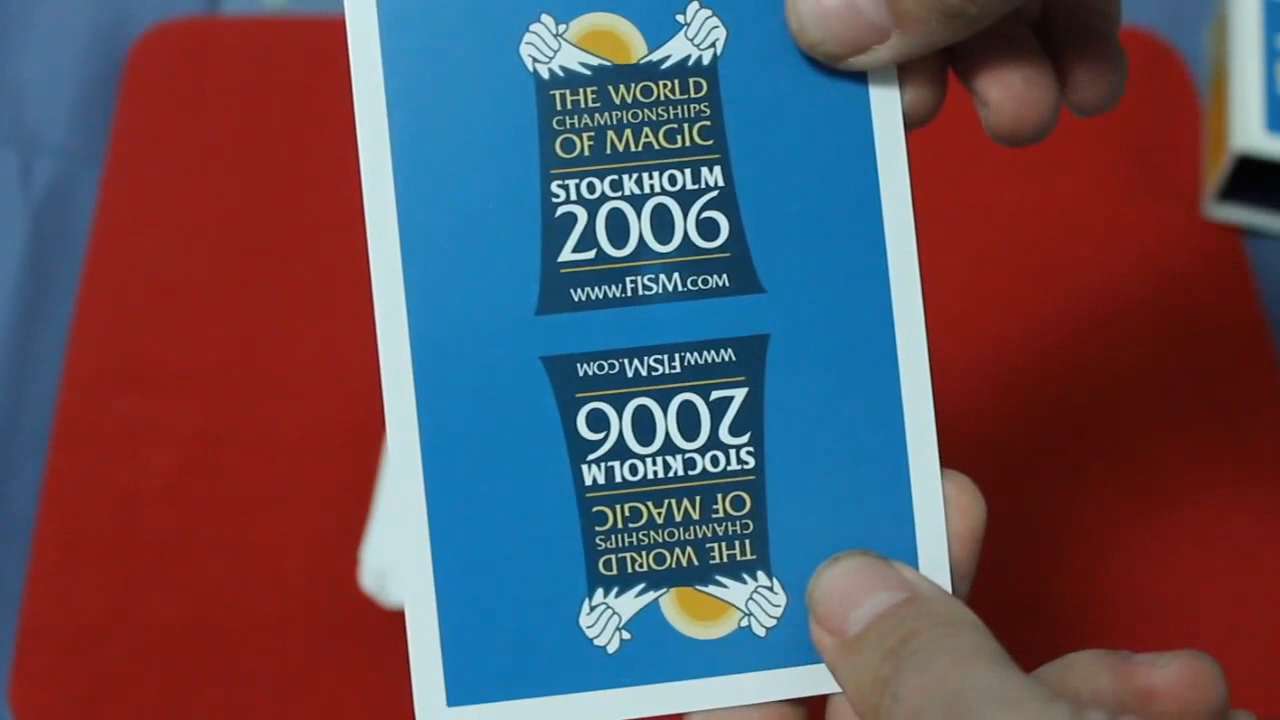 THE WORLD
CHAMPIONSHIPS
OF MAGIC
STOCKHOLM
2006
WWW.FISM.COM
WWW.FISM.COM
2006
STOCKHOLM
OF MAGIC
CHAMPIONSHIPS
THE WORLD